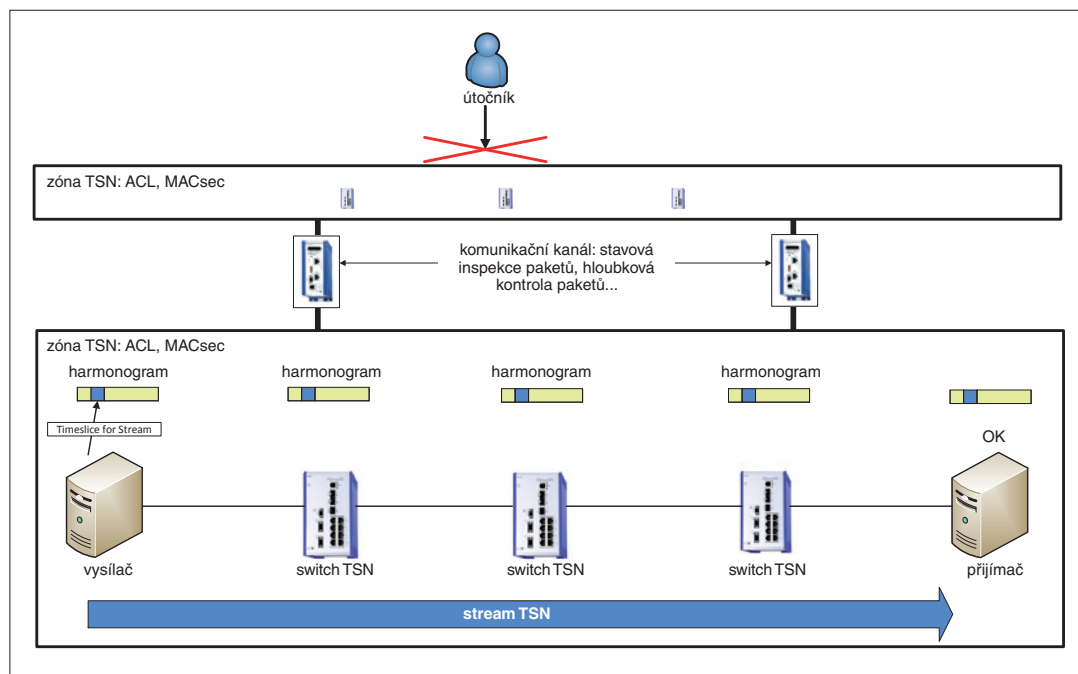 útočník
zóna TSN: ACL, MACsec
komunikační kanál: stavová
inspekce paketů, hloubková
kontrola paketů...
zóna TSN: ACL, MACsec
harmonogram
harmonogram
harmonogram
harmonogram
Timeslice for Stream
OK
vysílač
switch TSN
switch TSN
switch TSN
přijímač
stream TSN